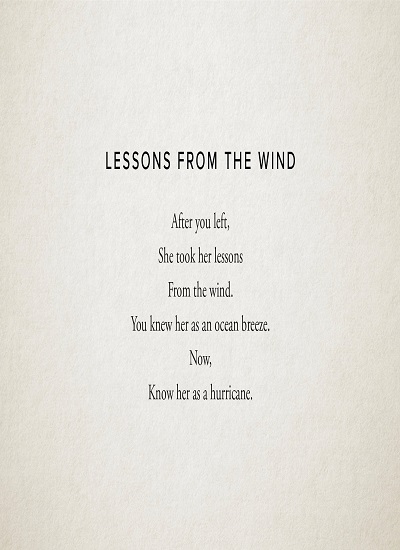 LESSONS FROM THE WIND
After you left,
She took her lessons
From the wind.
You knew her as an ocean breeze.
Now,
Know her as a hurricane.